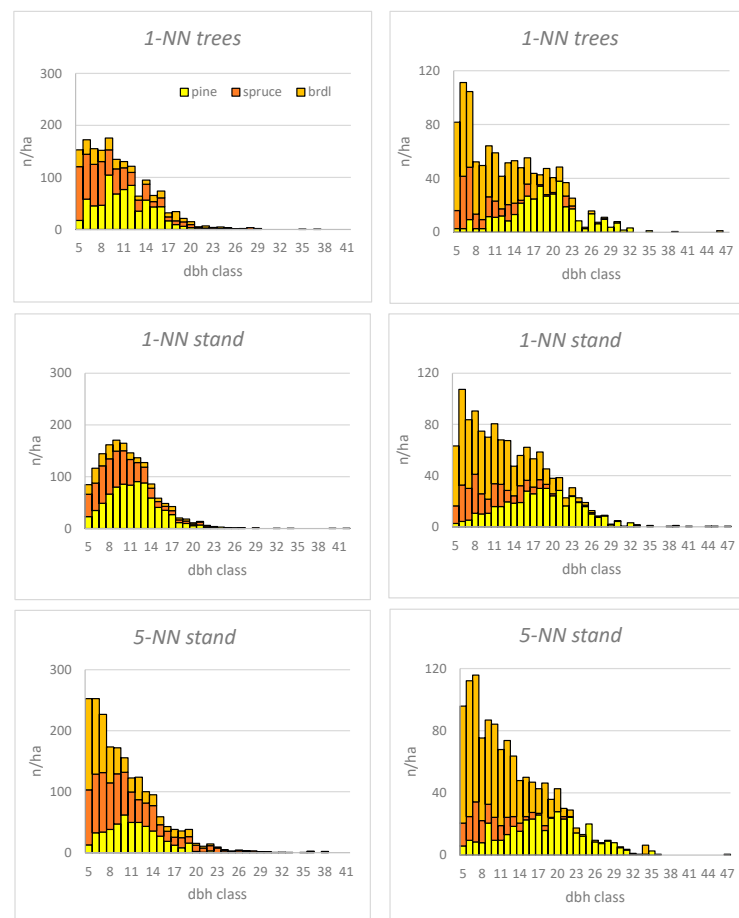 1-NN trees
300
200
100
0
n/ha
pine spruce brdl
5 8 11 14 17 20 23 26 29 32 35 38 41
dbh class
1-NN trees
120
80
40
0
n/ha
5 8 11 14 17 20 23 26 29 32 35 38 41 44 47
dbh class
1-NN stand
300
200
100
0
n/ha
5 8 11 14 17 20 23 26 29 32 35 38 41
dbh class
1-NN stand
120
80
40
0
n/ha
5 8 11 14 17 20 23 26 29 32 35 38 41 44 47
dbh class
5-NN stand
300
200
100
0
n/ha
5 8 11 14 17 20 23 26 29 32 35 38 41
dbh class
5-NN stand
120
80
40
0
n/ha
5 8 11 14 17 20 23 26 29 32 35 38 41 44 47
dbh class